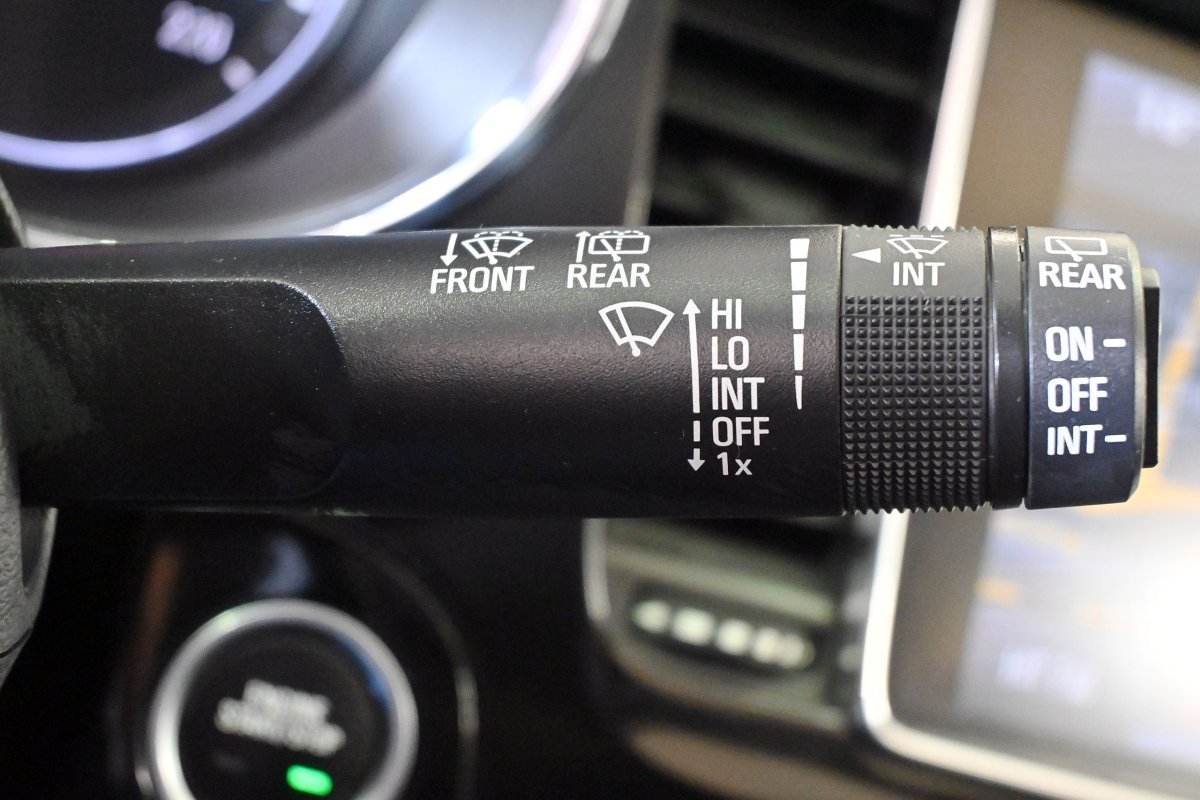 FRONT
REAR
HI
LO
INT
OFF
1x
INT
REAR
ON
OFF
INT